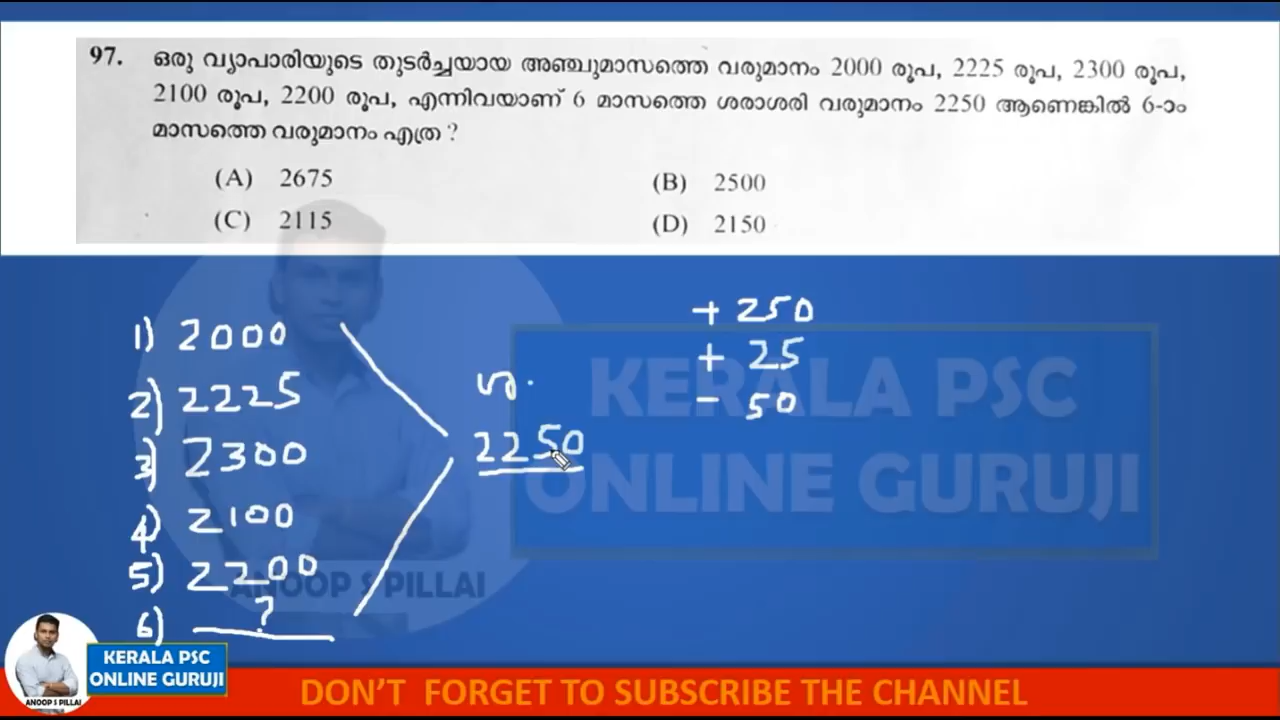 97. ഒരു വ്യാപാരിയുടെ തുടർച്ചയായ അഞ്ചുമാസത്തെ വരുമാനം 2000 രൂപ, 2225 രൂപ, 2300 രൂപ,
2100 രൂപ, 2200 രൂപ, എന്നിവയാണ് 6 മാസത്തെ ശരാശരി വരുമാനം 2250 ആണെങ്കിൽ 6-ാം
മാസത്തെ വരുമാനം എത്ര ?
(A) 2675
(B) 2500
(C) 2115
(D) 2150
1) 2000
2) 2225
3) 2300
4) 2100
5) 2200
6) ?
ശ.
2250
+ 250
+ 25
- 50
KERALA PSC
ONLINE GURUJI
ANOOP S PILLAI
KERALA PSC
ONLINE GURUJI
ANOOP S PILLAI
DON'T FORGET TO SUBSCRIBE THE CHANNEL